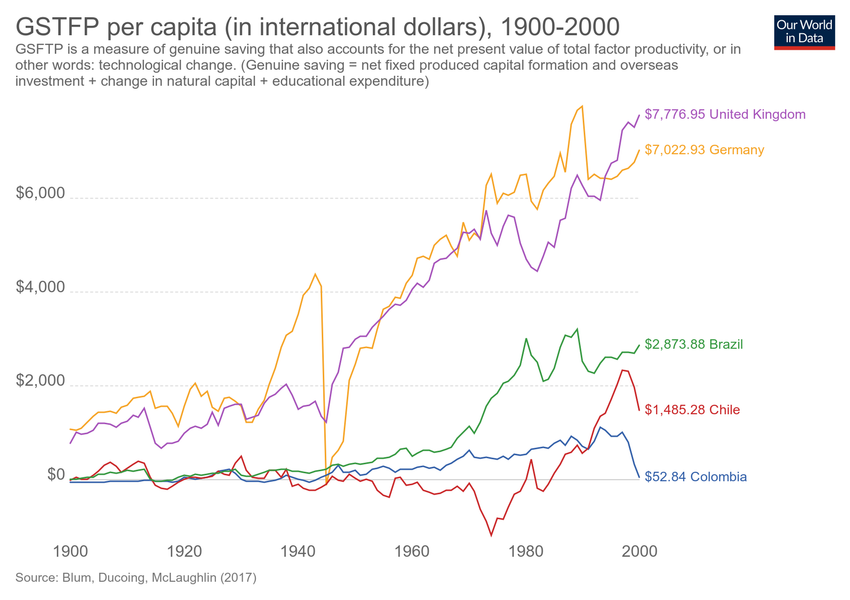 GSTFP per capita (in international dollars), 1900-2000
Our World
in Data
GSFTP is a measure of genuine saving that also accounts for the net present value of total factor productivity, or in
other words: technological change. (Genuine saving = net fixed produced capital formation and overseas
investment + change in natural capital + educational expenditure)
$7,776.95 United Kingdom
$7,022.93 Germany
$6,000
$4,000
$2,873.88 Brazil
$2,000
$1,485.28 Chile
$0
$52.84 Colombia
1900
1920
1940
1960
1980
2000
Source: Blum, Ducoing, McLaughlin (2017)